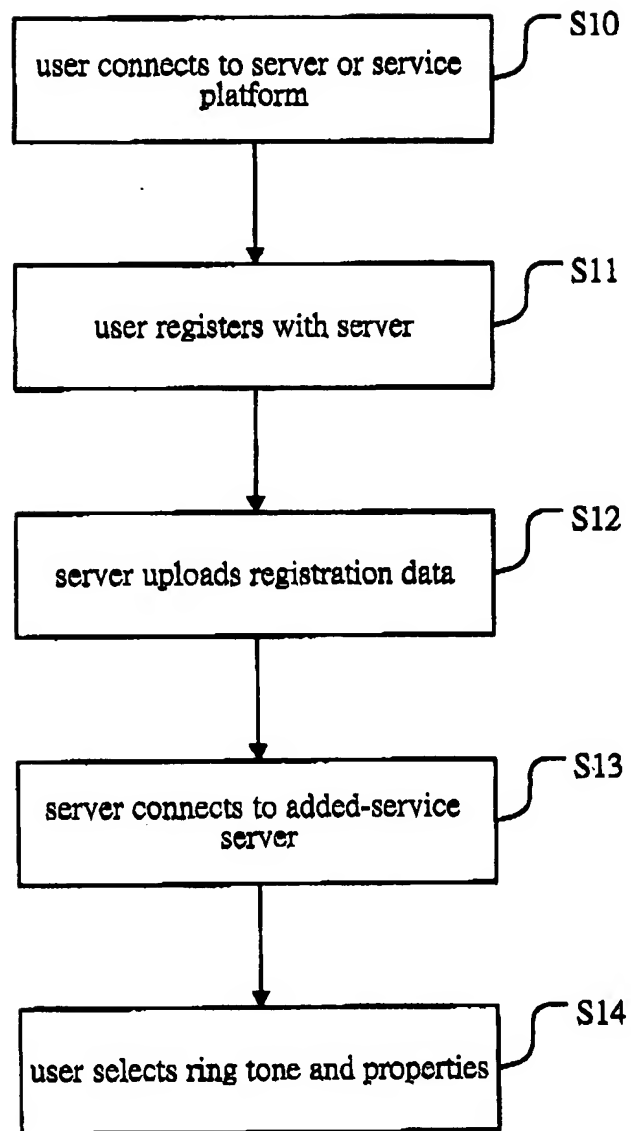 S10
user connects to server or service
platform
S11
user registers with server
S12
server uploads registration data
S13
server connects to added-service
server
S14
user selects ring tone and properties